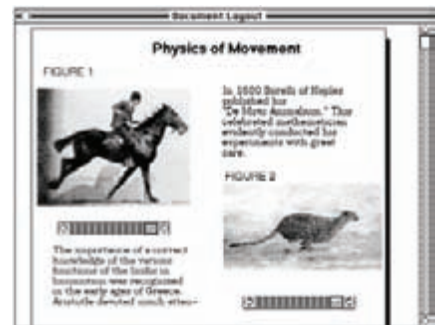 Document Layout
Physics of Movement
FIGURE 1
In 1680 Borelli of Naples
published his
"De Motu Animalium." This
celebrated mathematician
evidently conducted his
experiments with great
care.
FIGURE 2
The importance of a correct
knowledge of the various
functions of the limbs in
locomotion was recognized
in the early ages of Greece.
Aristotle devoted much atten-